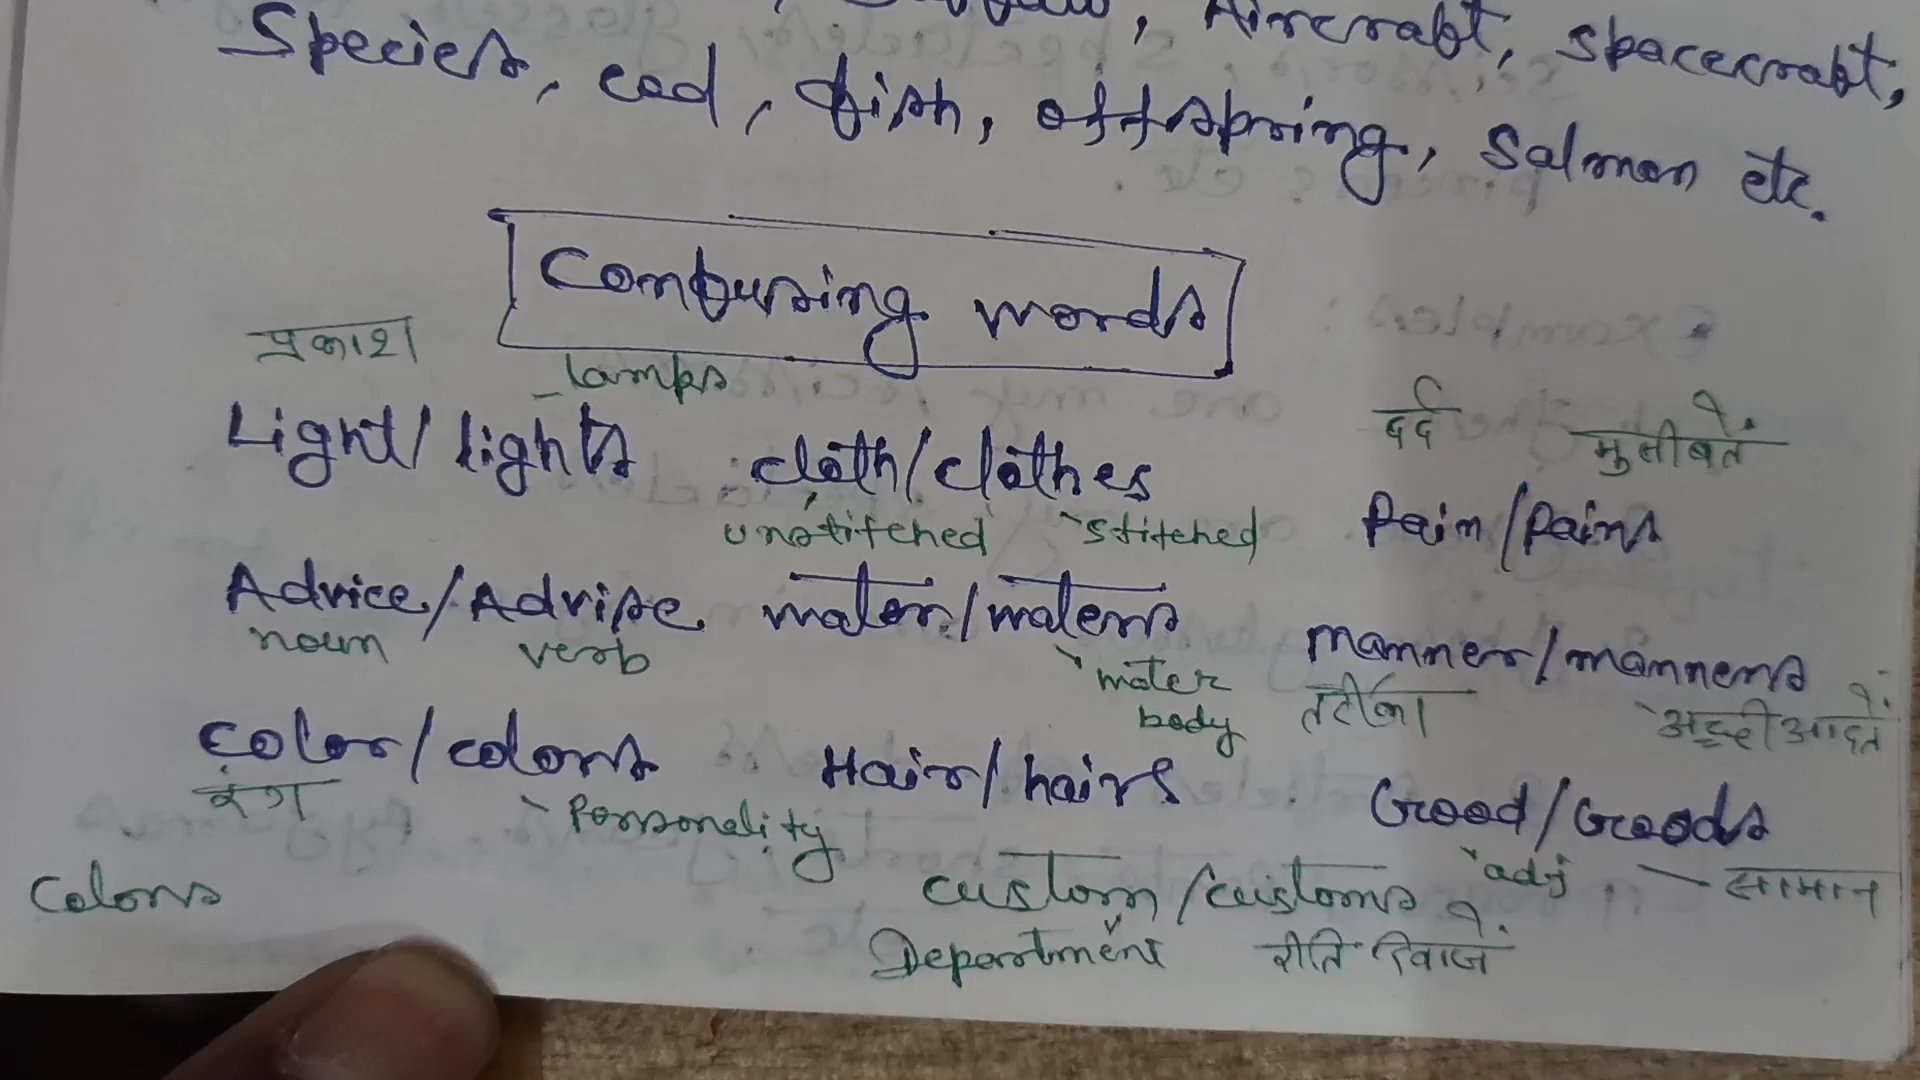 , Aircraft, spacecraft,
Species, cod, fish, offspring, Salmon etc.
Confusing words
प्रकाश
lamps
दर्द मुसीबतें
Light/lights cloth/clothes Pain/Pains
unstitched stitched
Advice/Advise water/waters manner/manners
noun verb water body तरीका अच्छी आदतें
color/colors Hair/hairs Good/Goods
रंग Personality adj सामान
Colors custom/customs
Department रीति रिवाजें